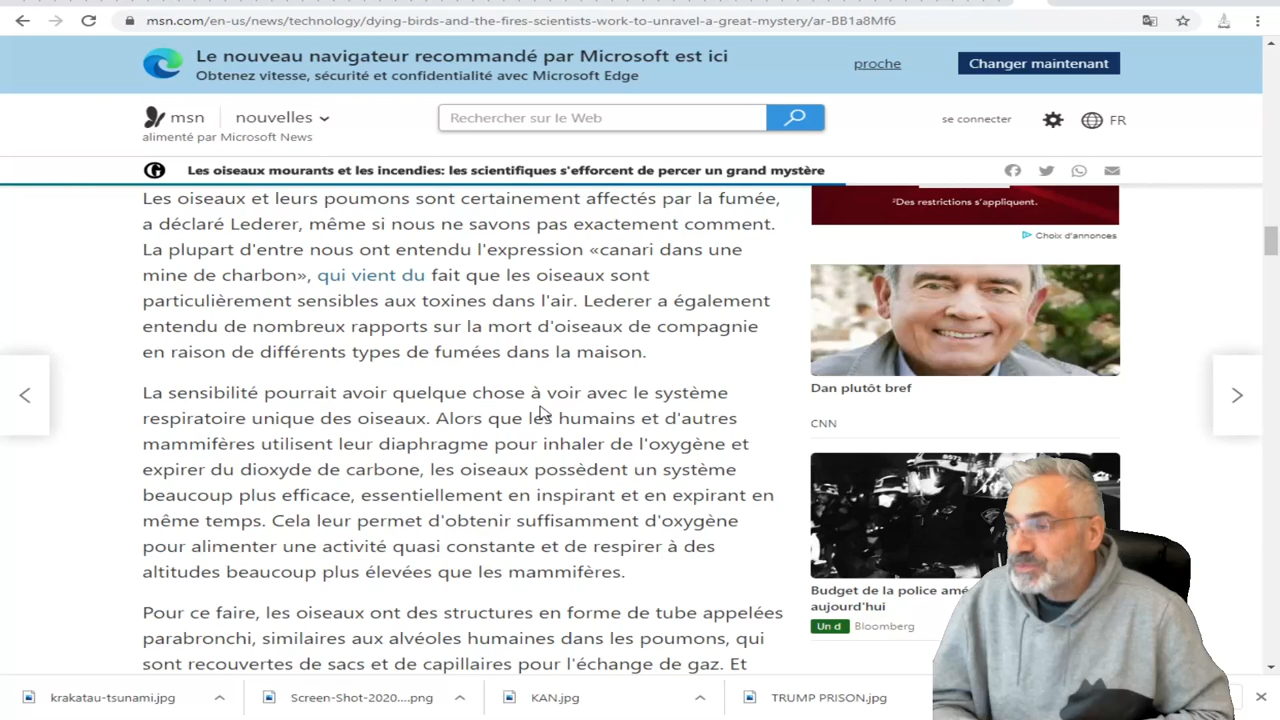 msn.com/en-us/news/technology/dying-birds-and-the-fires-scientists-work-to-unravel-a-great-mystery/ar-BB1a8Mf6
Le nouveau navigateur recommandé par Microsoft est ici
Obtenez vitesse, sécurité et confidentialité avec Microsoft Edge
proche
Changer maintenant
msn
nouvelles
alimenté par Microsoft News
Rechercher sur le Web
se connecter
FR
Les oiseaux mourants et les incendies: les scientifiques s'efforcent de percer un grand mystère
Les oiseaux et leurs poumons sont certainement affectés par la fumée,
a déclaré Lederer, même si nous ne savons pas exactement comment.
La plupart d'entre nous ont entendu l'expression «canari dans une
mine de charbon», qui vient du fait que les oiseaux sont
particulièrement sensibles aux toxines dans l'air. Lederer a également
entendu de nombreux rapports sur la mort d'oiseaux de compagnie
en raison de différents types de fumées dans la maison.
La sensibilité pourrait avoir quelque chose à voir avec le système
respiratoire unique des oiseaux. Alors que les humains et d'autres
mammifères utilisent leur diaphragme pour inhaler de l'oxygène et
expirer du dioxyde de carbone, les oiseaux possèdent un système
beaucoup plus efficace, essentiellement en inspirant et en expirant en
même temps. Cela leur permet d'obtenir suffisamment d'oxygène
pour alimenter une activité quasi constante et de respirer à des
altitudes beaucoup plus élevées que les mammifères.
Pour ce faire, les oiseaux ont des structures en forme de tube appelées
parabronchi, similaires aux alvéoles humaines dans les poumons, qui
sont recouvertes de sacs et de capillaires pour l'échange de gaz. Et
²Des restrictions s'appliquent.
Choix d'annonces
Dan plutôt bref
CNN
Budget de la police
aujourd'hui
Un d
Bloomberg
krakatau-tsunami.jpg
Screen-Shot-2020....png
KAN.jpg
TRUMP PRISON.jpg